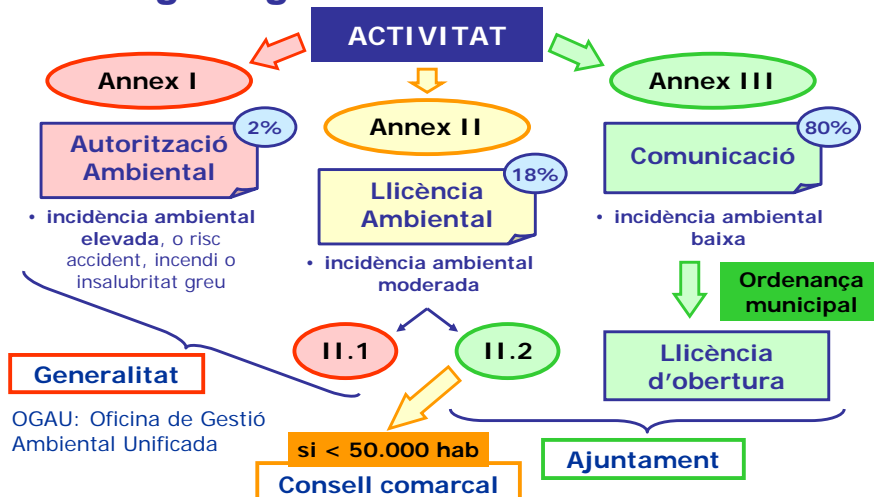 ACTIVITAT
Annex I
Annex II
Annex III
2%
Autorització
Ambiental
18%
Llicència
Ambiental
80%
Comunicació
• incidència ambiental
elevada, o risc
accident, incendi o
insalubritat greu
• incidència ambiental
moderada
• incidència ambiental
baixa
Ordenança
municipal
II.1
II.2
Llicència
d'obertura
Generalitat
OGAU: Oficina de Gestió
Ambiental Unificada
si < 50.000 hab
Consell comarcal
Ajuntament